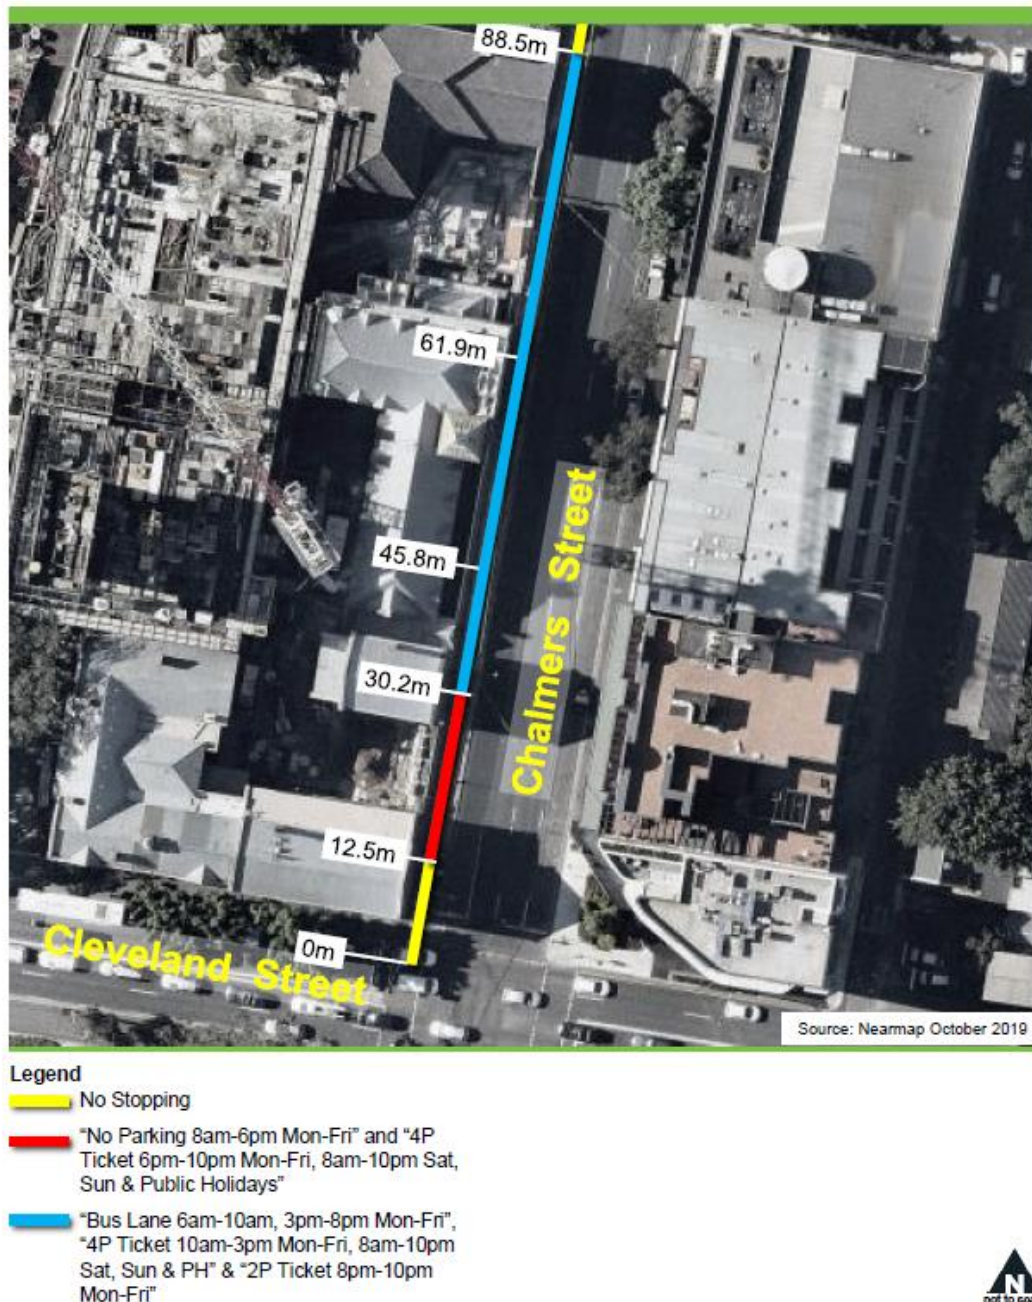 88.5m
61.9m
45.8m
30.2m
12.5m
0m
Chalmers Street
Cleveland Street
Source: Nearmap October 2019
Legend
No Stopping
“No Parking 8am-6pm Mon-Fri” and “4P
Ticket 6pm-10pm Mon-Fri, 8am-10pm Sat,
Sun & Public Holidays”
“Bus Lane 6am-10am, 3pm-8pm Mon-Fri”,
“4P Ticket 10am-3pm Mon-Fri, 8am-10pm
Sat, Sun & PH” & “2P Ticket 8pm-10pm
Mon-Fri”
N
not to